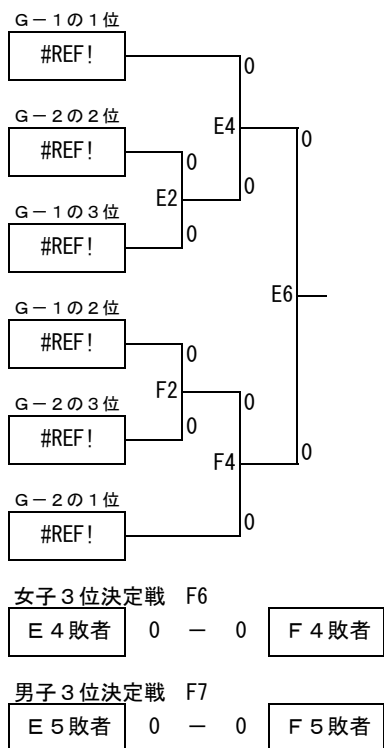 G－1の1位
#REF!
0
E4
G－2の2位
#REF!
0
0
E2
0
G－1の3位
0
#REF!
E6
G－1の2位
#REF!
0
F2
0
G－2の3位
0
#REF!
F4
0
G－2の1位
0
#REF!
女子3位決定戦　F6
E4敗者　0　－　0　F4敗者
男子3位決定戦　F7
E5敗者　0　－　0　F5敗者